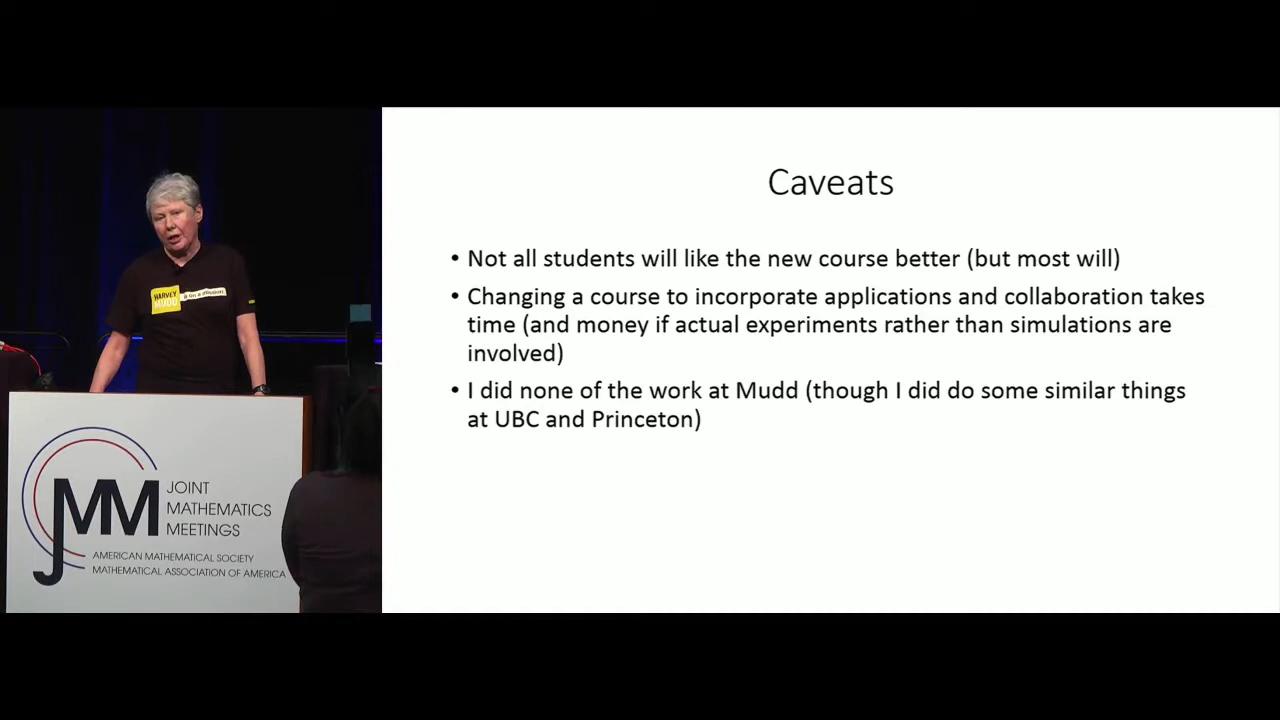 HARVEY
MUDD
Caveats
• Not all students will like the new course better (but most will)
• Changing a course to incorporate applications and collaboration takes
time (and money if actual experiments rather than simulations are
involved)
• I did none of the work at Mudd (though I did do some similar things
at UBC and Princeton)
JMM
JOINT
MATHEMATICS
MEETINGS
AMERICAN MATHEMATICAL SOCIETY
MATHEMATICAL ASSOCIATION OF AMERICA